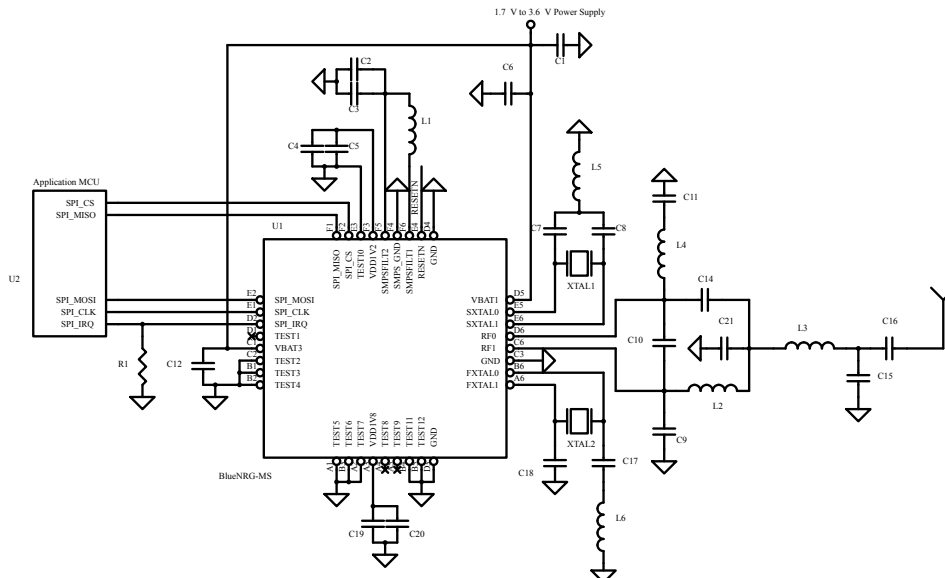 1.7 V to 3.6 V Power Supply
C1
C2
C6
C3
L1
C4
C5
L5
Application MCU
C11
SPI_CS
SPI_MISO
RESETN
U1
F1
F2
E3
F3
F5
F4
F6
E4
D4
C7
C8
L4
SPI_MISO
SPI_CS
TEST10
VDD1V2
SMPSFILT2
SMPS_GND
SMPSFILT1
RESETN
GND
XTAL1
C14
U2
SPI_MOSI
SPI_CLK
SPI_IRQ
E2
E1
D2
D1
C1
C2
B1
B2
SPI_MOSI
SPI_CLK
SPI_IRQ
TEST1
VBAT3
TEST2
TEST3
TEST4
VBAT1
SXTAL0
SXTAL1
RF0
RF1
GND
FXTAL0
FXTAL1
D5
E5
E6
D6
C6
C3
B6
A6
C21
L3
C16
C10
R1
C12
C15
L2
XTAL2
C9
TEST5
TEST6
TEST7
VDD1V8
TEST8
TEST9
TEST11
TEST12
GND
BlueNRG-MS
C18
C17
C19
C20
L6